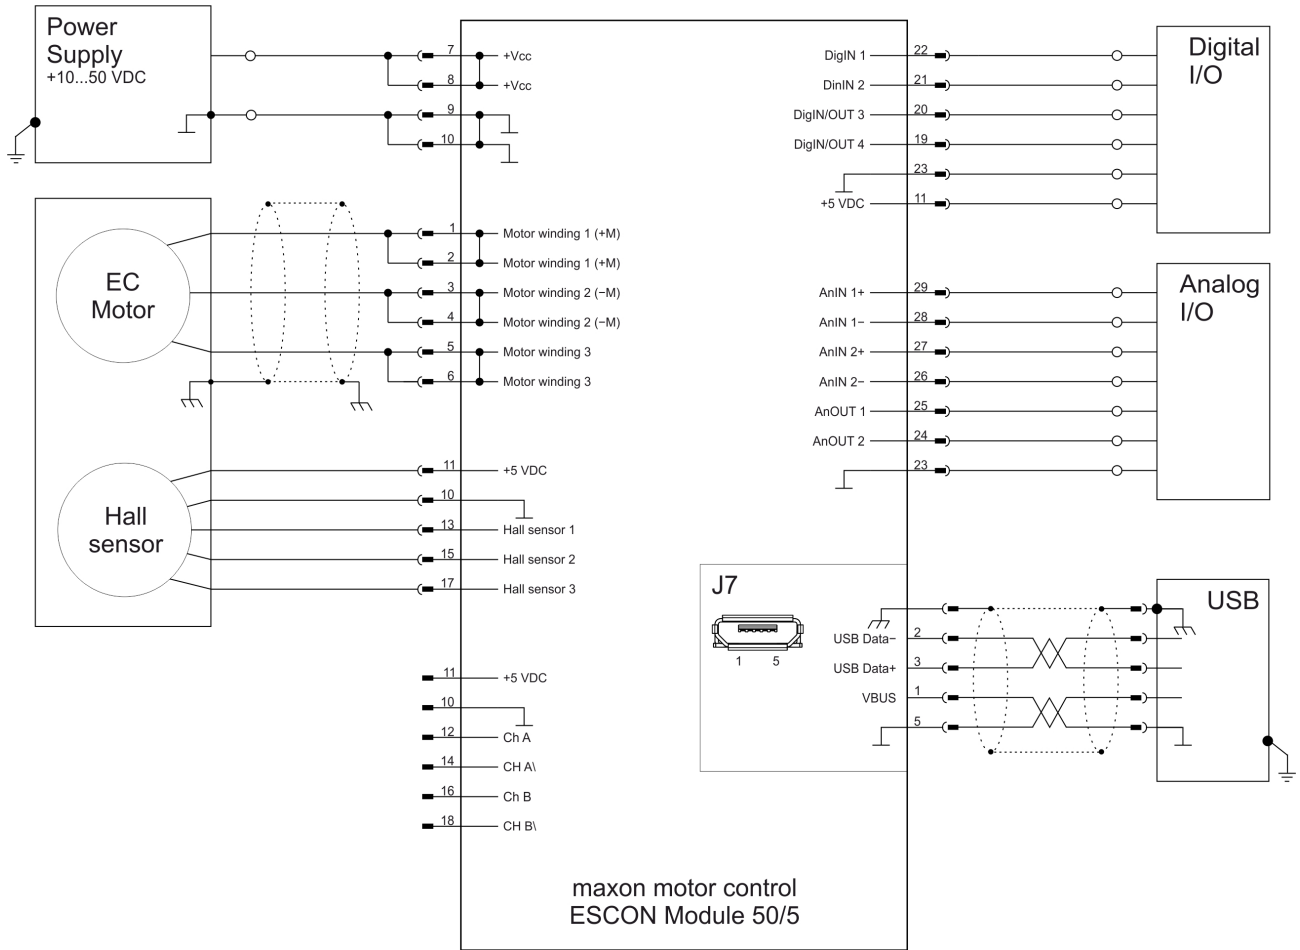 Power
Supply
+10...50 VDC
7 +Vcc
8 +Vcc
9
10
EC
Motor
1 Motor winding 1 (+M)
2 Motor winding 1 (+M)
3 Motor winding 2 (−M)
4 Motor winding 2 (−M)
5 Motor winding 3
6 Motor winding 3
Hall
sensor
11 +5 VDC
10
13 Hall sensor 1
15 Hall sensor 2
17 Hall sensor 3
11 +5 VDC
10
12 Ch A
14 CH A\
16 Ch B
18 CH B\
DigIN 1 22
DinIN 2 21
DigIN/OUT 3 20
DigIN/OUT 4 19
23
+5 VDC 11
Digital
I/O
AnIN 1+ 29
AnIN 1− 28
AnIN 2+ 27
AnIN 2− 26
AnOUT 1 25
AnOUT 2 24
23
Analog
I/O
J7
1 5
USB Data− 2
USB Data+ 3
VBUS 1
5
USB
maxon motor control
ESCON Module 50/5